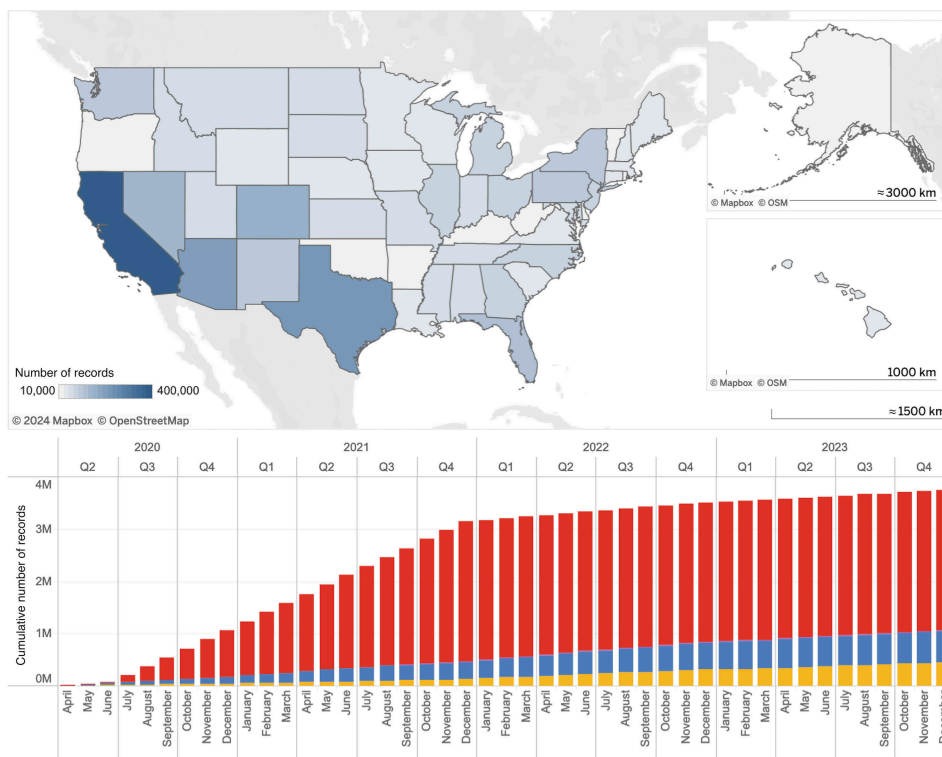 ≈3000 km
© Mapbox © OSM
Number of records
10,000
400,000
© 2024 Mapbox © OpenStreetMap
1000 km
© Mapbox © OSM
≈1500 km
2020
2021
2022
2023
Q2
Q3
Q4
Q1
Q2
Q3
Q4
Q1
Q2
Q3
Q4
Q1
Q2
Q3
Q4
Cumulative number of records
4M
3M
2M
1M
0M
April
May
June
July
August
September
October
November
December
January
February
March
April
May
June
July
August
September
October
November
December
January
February
March
April
May
June
July
August
September
October
November
December
January
February
March
April
May
June
July
August
September
October
November